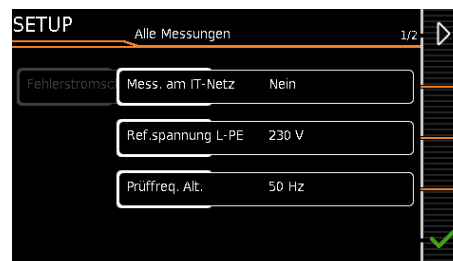 SETUP
Alle Messungen
1/2
Fehlerstromsc
Mess. am IT-Netz Nein
Ref.spannung L-PE 230 V
Prüffreq. Alt. 50 Hz